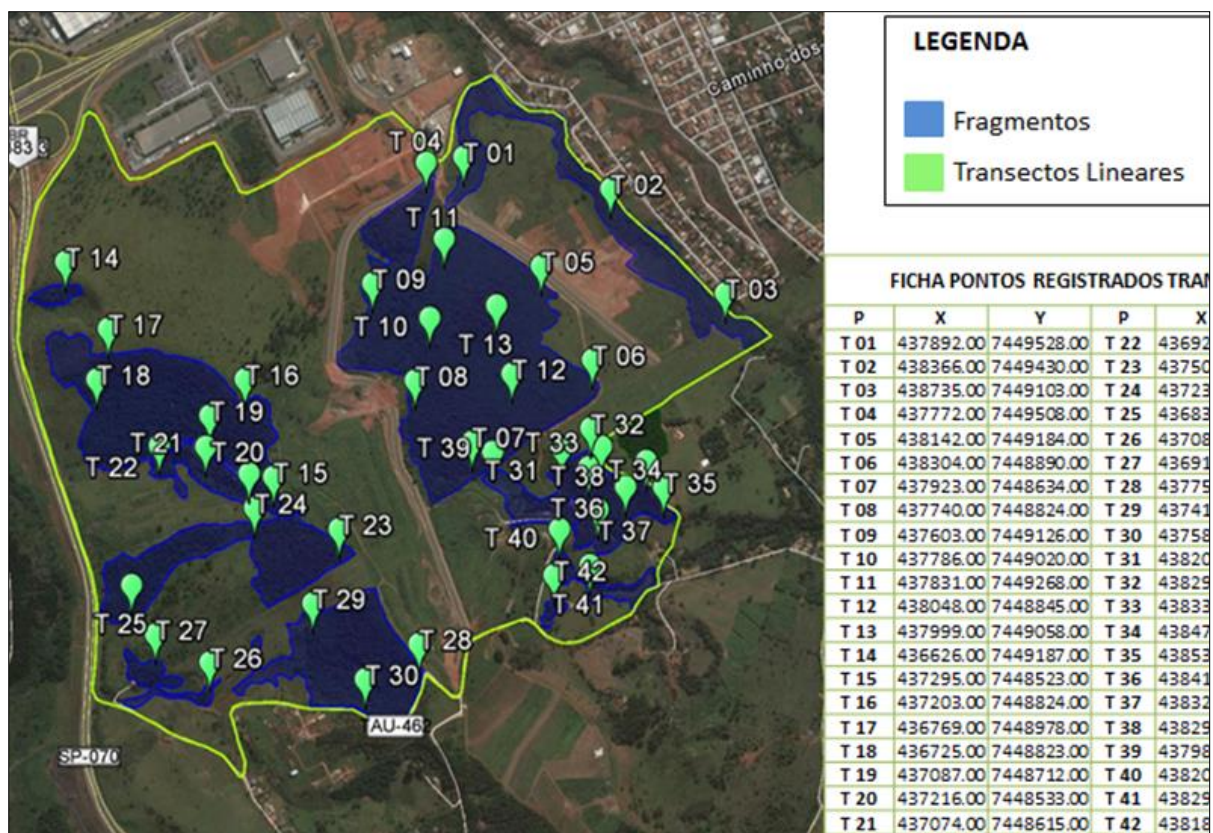 Caminho dos
BR
383
T 04
T 01
T 02
T 11
T 05
T 14
T 09
T 03
T 10
T 17
T 13
T 06
T 18
T 16
T 08
T 12
T 19
T 32
T 21
T 20
T 39
T 07
T 33
T 22
T 15
T 31
T 38
T 34
T 35
T 24
T 36
T 23
T 40
T 37
T 42
T 29
T 41
T 25
T 27
T 28
T 26
T 30
AU-462
SP-070
LEGENDA
Fragmentos
Transectos Lineares
FICHA PONTOS REGISTRADOS TRAN
P X Y P X
T 01 437892.00 7449528.00 T 22 43692
T 02 438366.00 7449430.00 T 23 43750
T 03 438735.00 7449103.00 T 24 43723
T 04 437772.00 7449508.00 T 25 43683
T 05 438142.00 7449184.00 T 26 43708
T 06 438304.00 7448890.00 T 27 43691
T 07 437923.00 7448634.00 T 28 43775
T 08 437740.00 7448824.00 T 29 43741
T 09 437603.00 7449126.00 T 30 43758
T 10 437786.00 7449020.00 T 31 43820
T 11 437831.00 7449268.00 T 32 43829
T 12 438048.00 7448845.00 T 33 43833
T 13 437999.00 7449058.00 T 34 43847
T 14 436626.00 7449187.00 T 35 43853
T 15 437295.00 7448523.00 T 36 43841
T 16 437203.00 7448824.00 T 37 43832
T 17 436769.00 7448978.00 T 38 43829
T 18 436725.00 7448823.00 T 39 43798
T 19 437087.00 7448712.00 T 40 43820
T 20 437216.00 7448533.00 T 41 43829
T 21 437074.00 7448615.00 T 42 43818